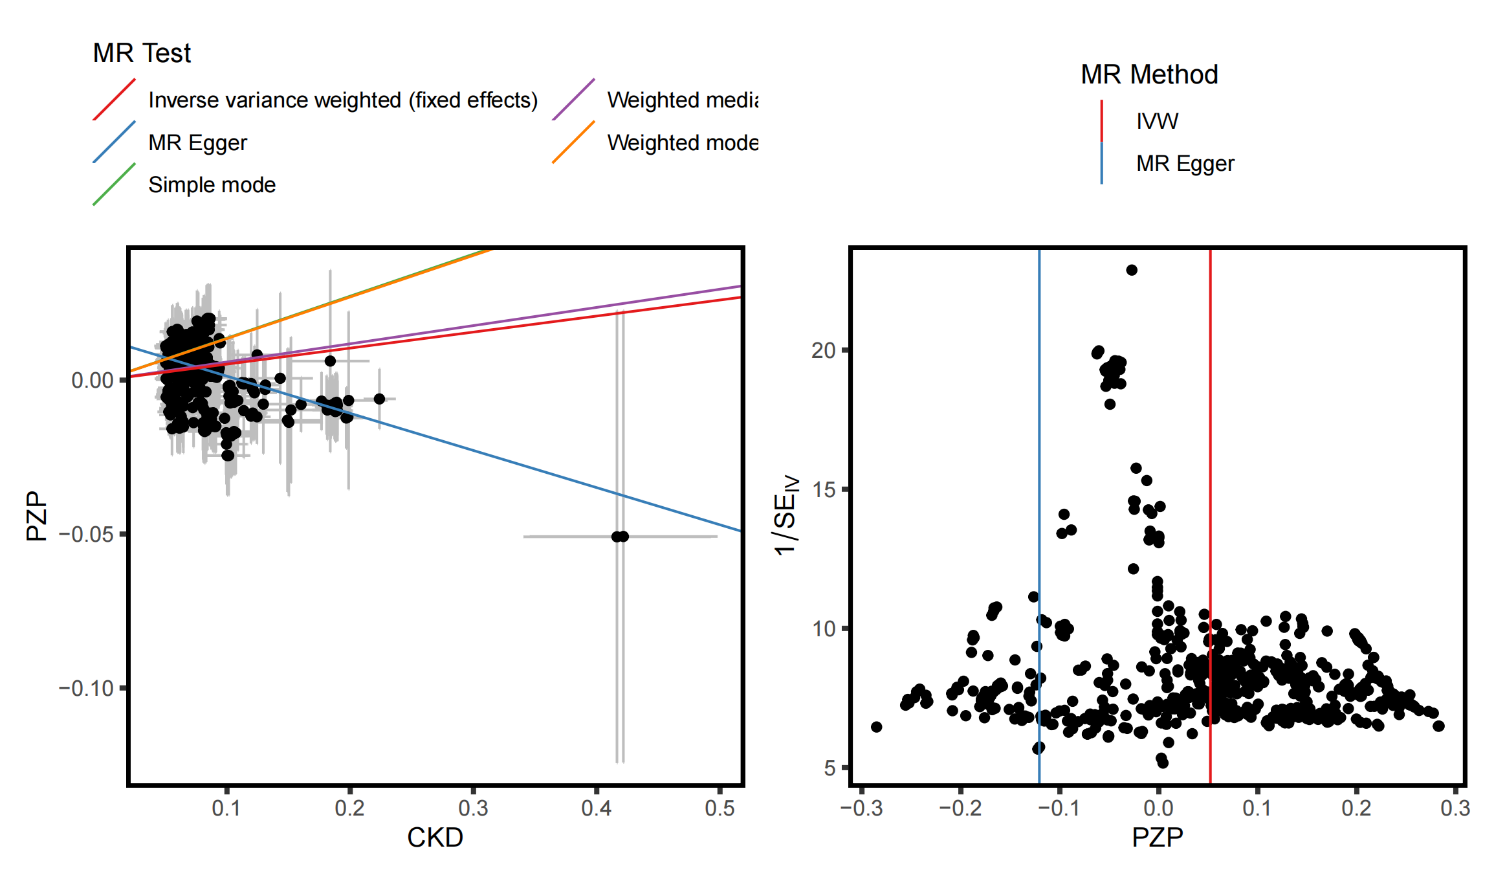 MR Test
Inverse variance weighted (fixed effects)
MR Egger
Simple mode
Weighted media
Weighted mode
PZP
0.00
−0.05
−0.10
0.1
0.2
0.3
0.4
0.5
CKD
MR Method
IVW
MR Egger
1/SE_IV
20
15
10
5
−0.3
−0.2
−0.1
0.0
0.1
0.2
0.3
PZP